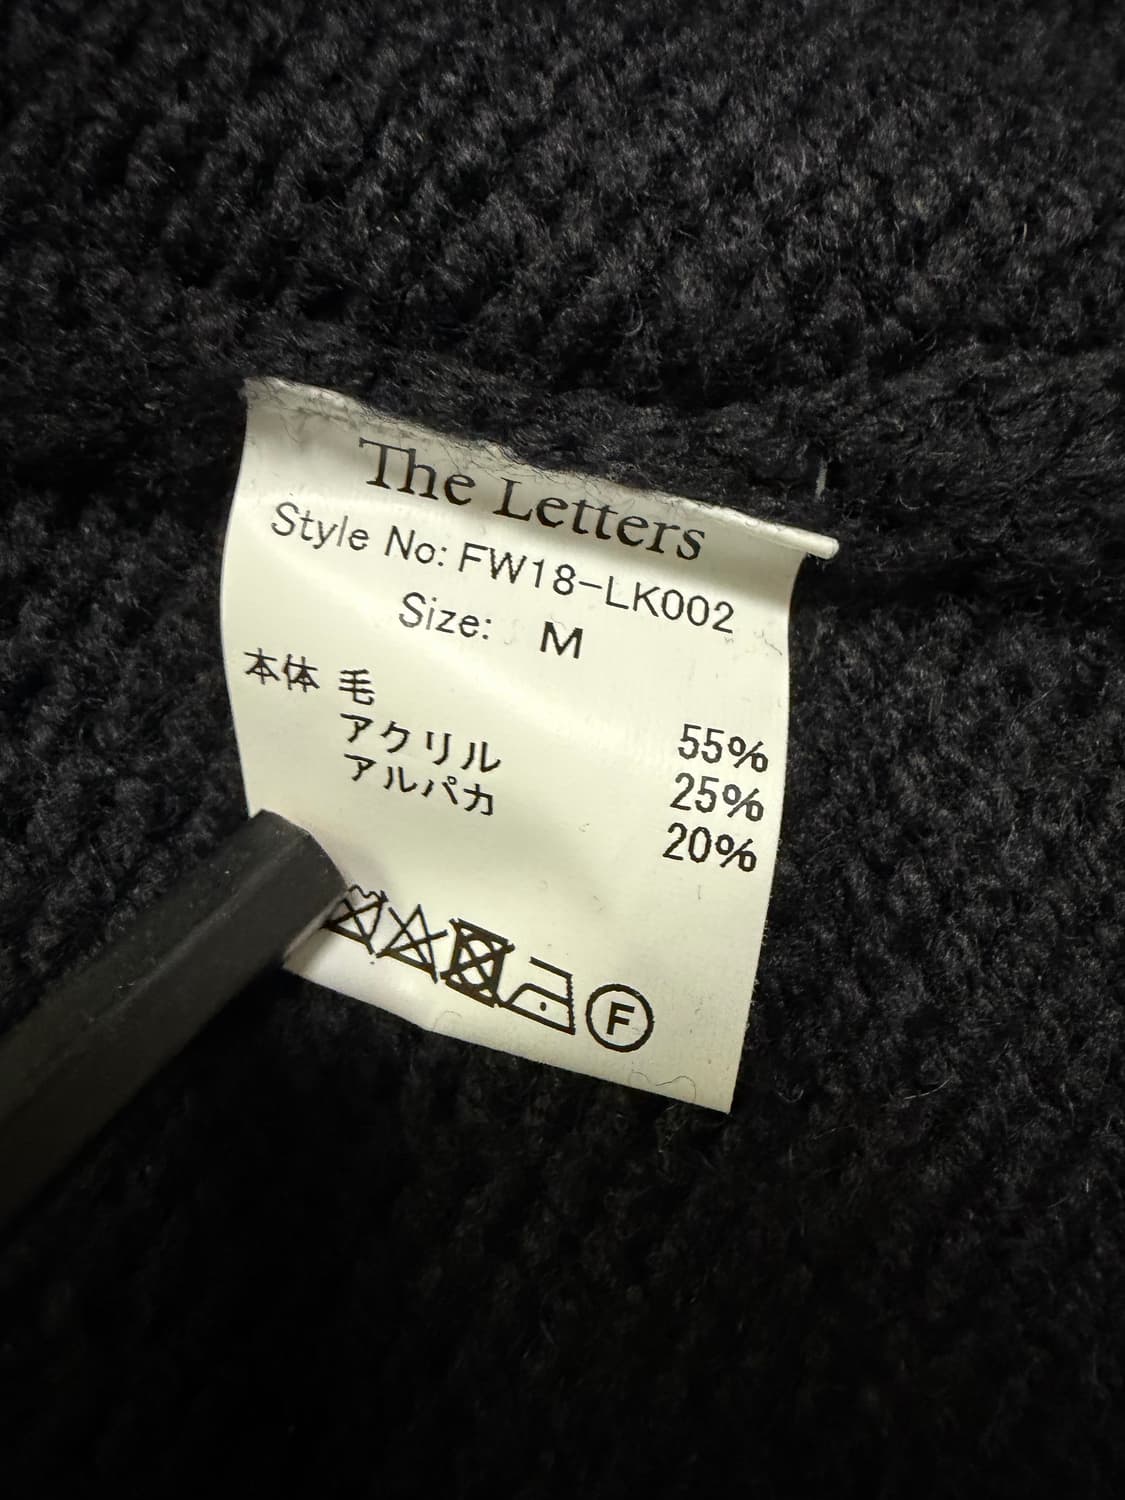 The Letters
Style No: FW18-LK002
Size: M
本体 毛 55%
アクリル 25%
アルパカ 20%
F